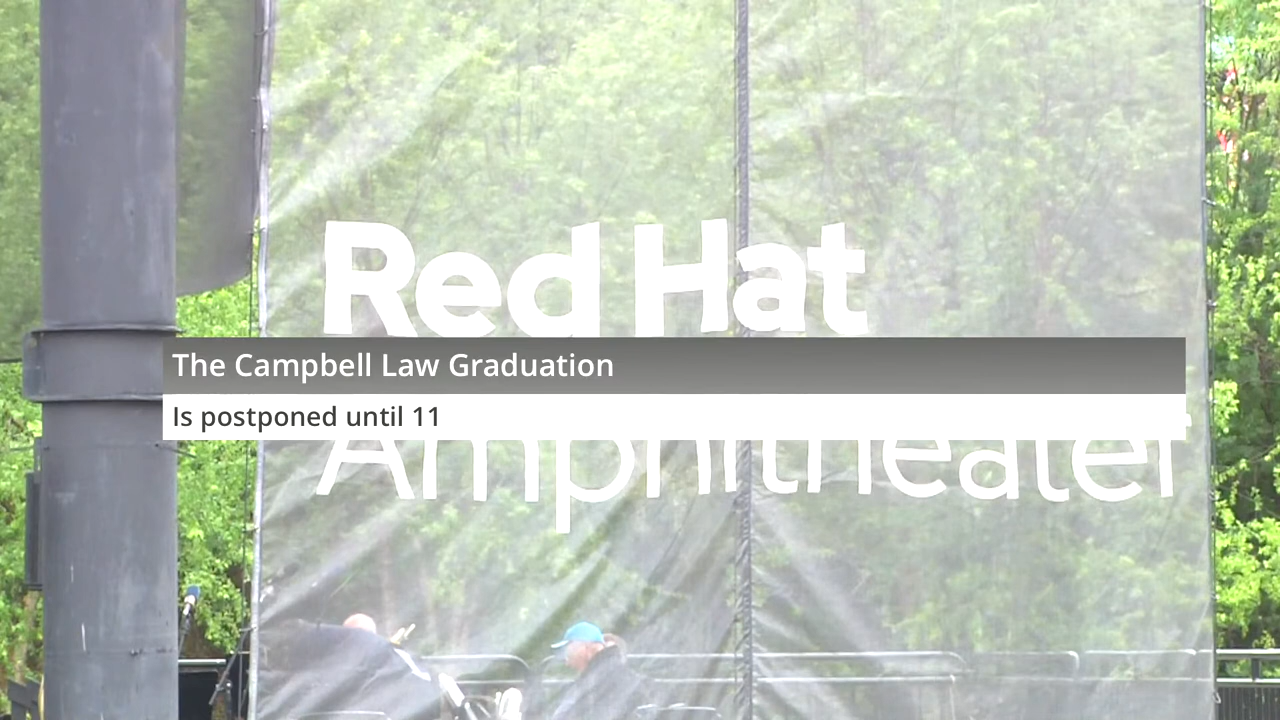 Red Hat
The Campbell Law Graduation
Is postponed until 11
Amphitheater